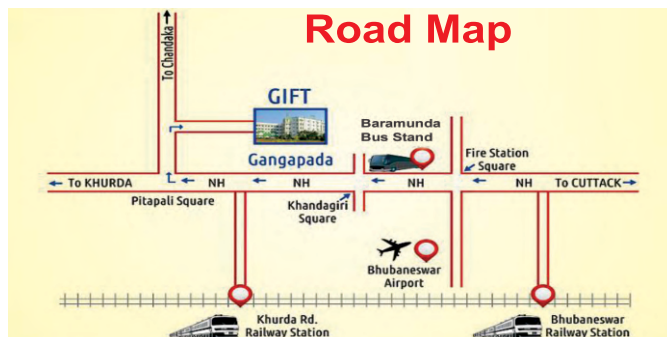 Road Map
To Chandaka
GIFT
Gangapada
Baramunda
Bus Stand
Fire Station
Square
To KHURDA
NH
NH
NH
NH
To CUTTACK
Pitapali Square
Khandagiri
Square
Bhubaneswar
Airport
Khurda Rd.
Railway Station
Bhubaneswar
Railway Station